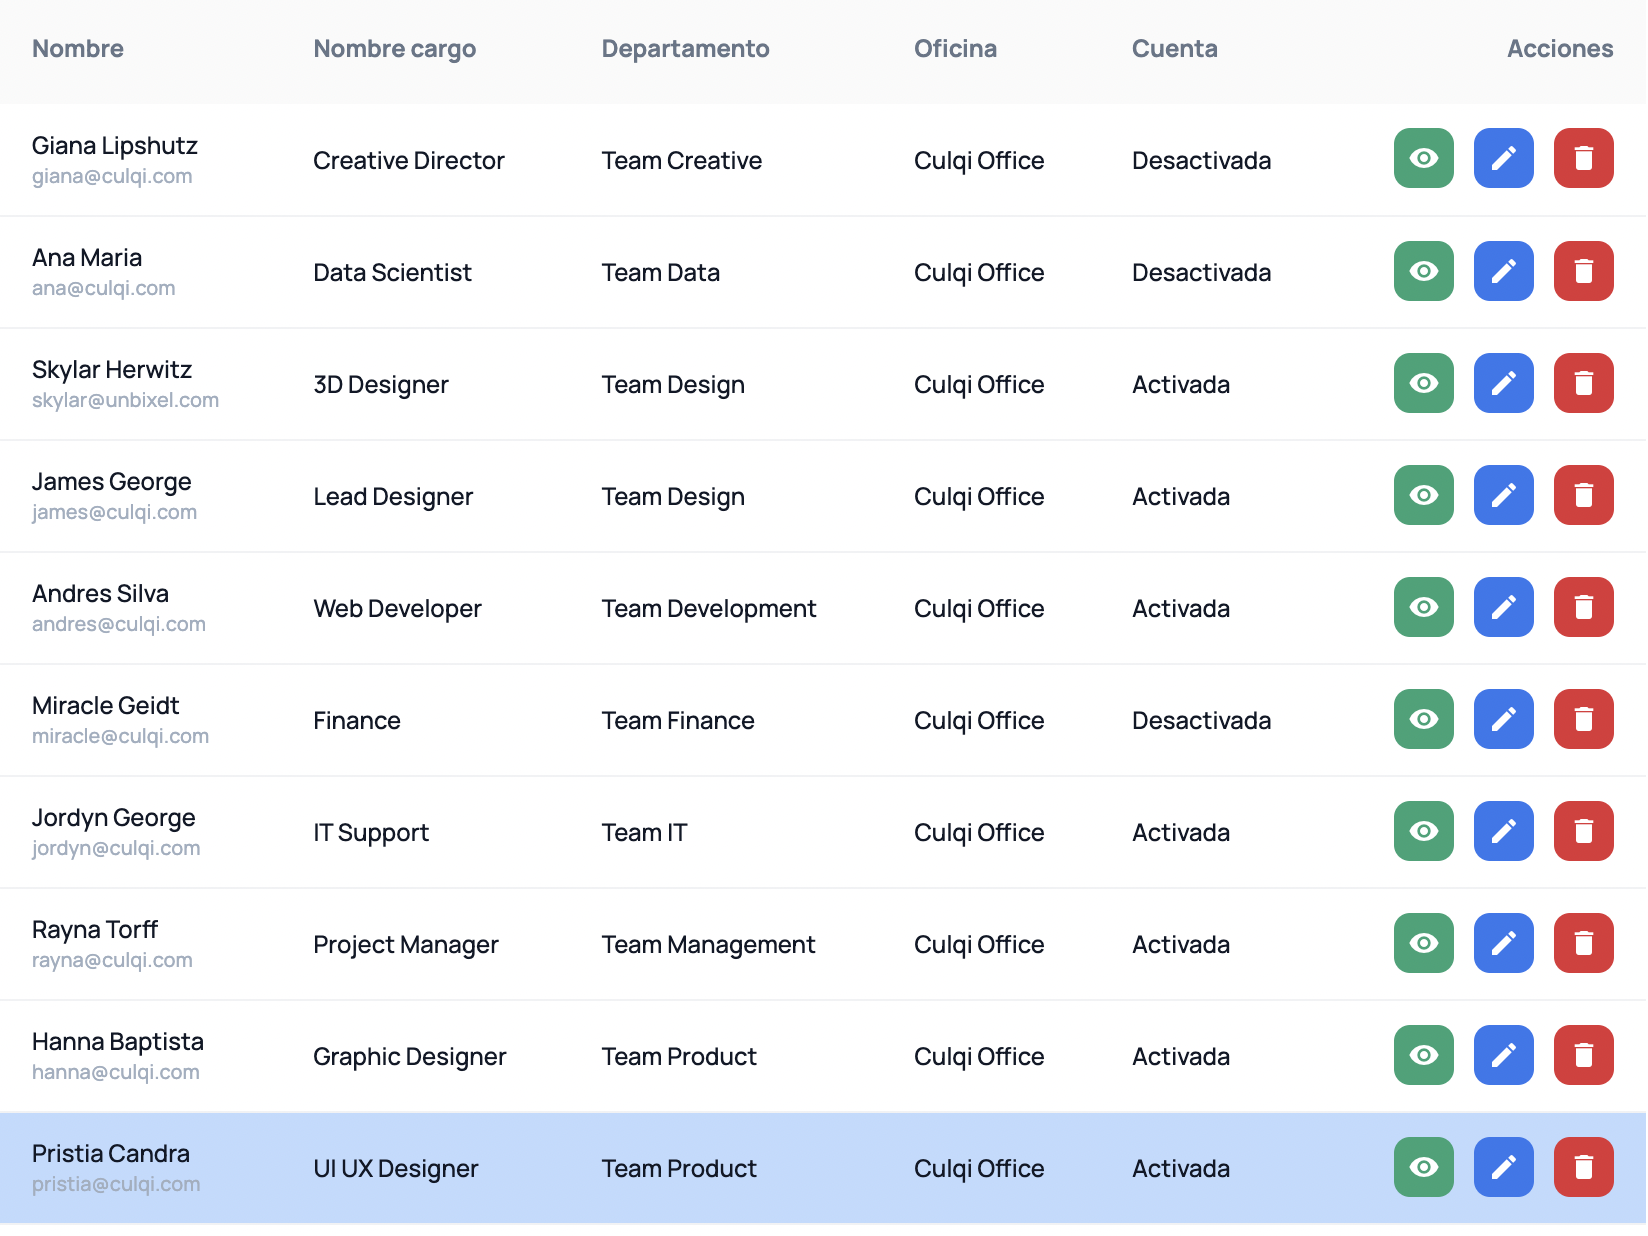 Nombre Nombre cargo Departamento Oficina Cuenta Acciones
Giana Lipshutz
giana@culqi.com
Creative Director Team Creative Culqi Office Desactivada
Ana Maria
ana@culqi.com
Data Scientist Team Data Culqi Office Desactivada
Skylar Herwitz
skylar@unbixel.com
3D Designer Team Design Culqi Office Activada
James George
james@culqi.com
Lead Designer Team Design Culqi Office Activada
Andres Silva
andres@culqi.com
Web Developer Team Development Culqi Office Activada
Miracle Geidt
miracle@culqi.com
Finance Team Finance Culqi Office Desactivada
Jordyn George
jordyn@culqi.com
IT Support Team IT Culqi Office Activada
Rayna Torff
rayna@culqi.com
Project Manager Team Management Culqi Office Activada
Hanna Baptista
hanna@culqi.com
Graphic Designer Team Product Culqi Office Activada
Pristia Candra
pristia@culqi.com
UI UX Designer Team Product Culqi Office Activada